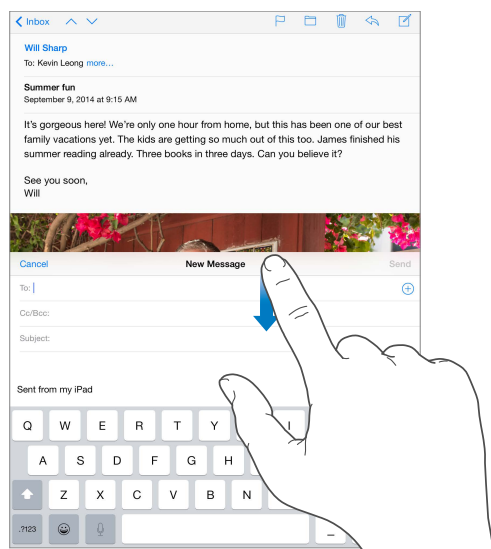 Inbox
Will Sharp
To: Kevin Leong more...
Summer fun
September 9, 2014 at 9:15 AM
It's gorgeous here! We're only one hour from home, but this has been one of our best
family vacations yet. The kids are getting so much out of this too. James finished his
summer reading already. Three books in three days. Can you believe it?
See you soon,
Will
Cancel New Message Send
To:
Cc/Bcc:
Subject:
Sent from my iPad
Q W E R T Y I
A S D F G H
Z X C V B N
.?123 _